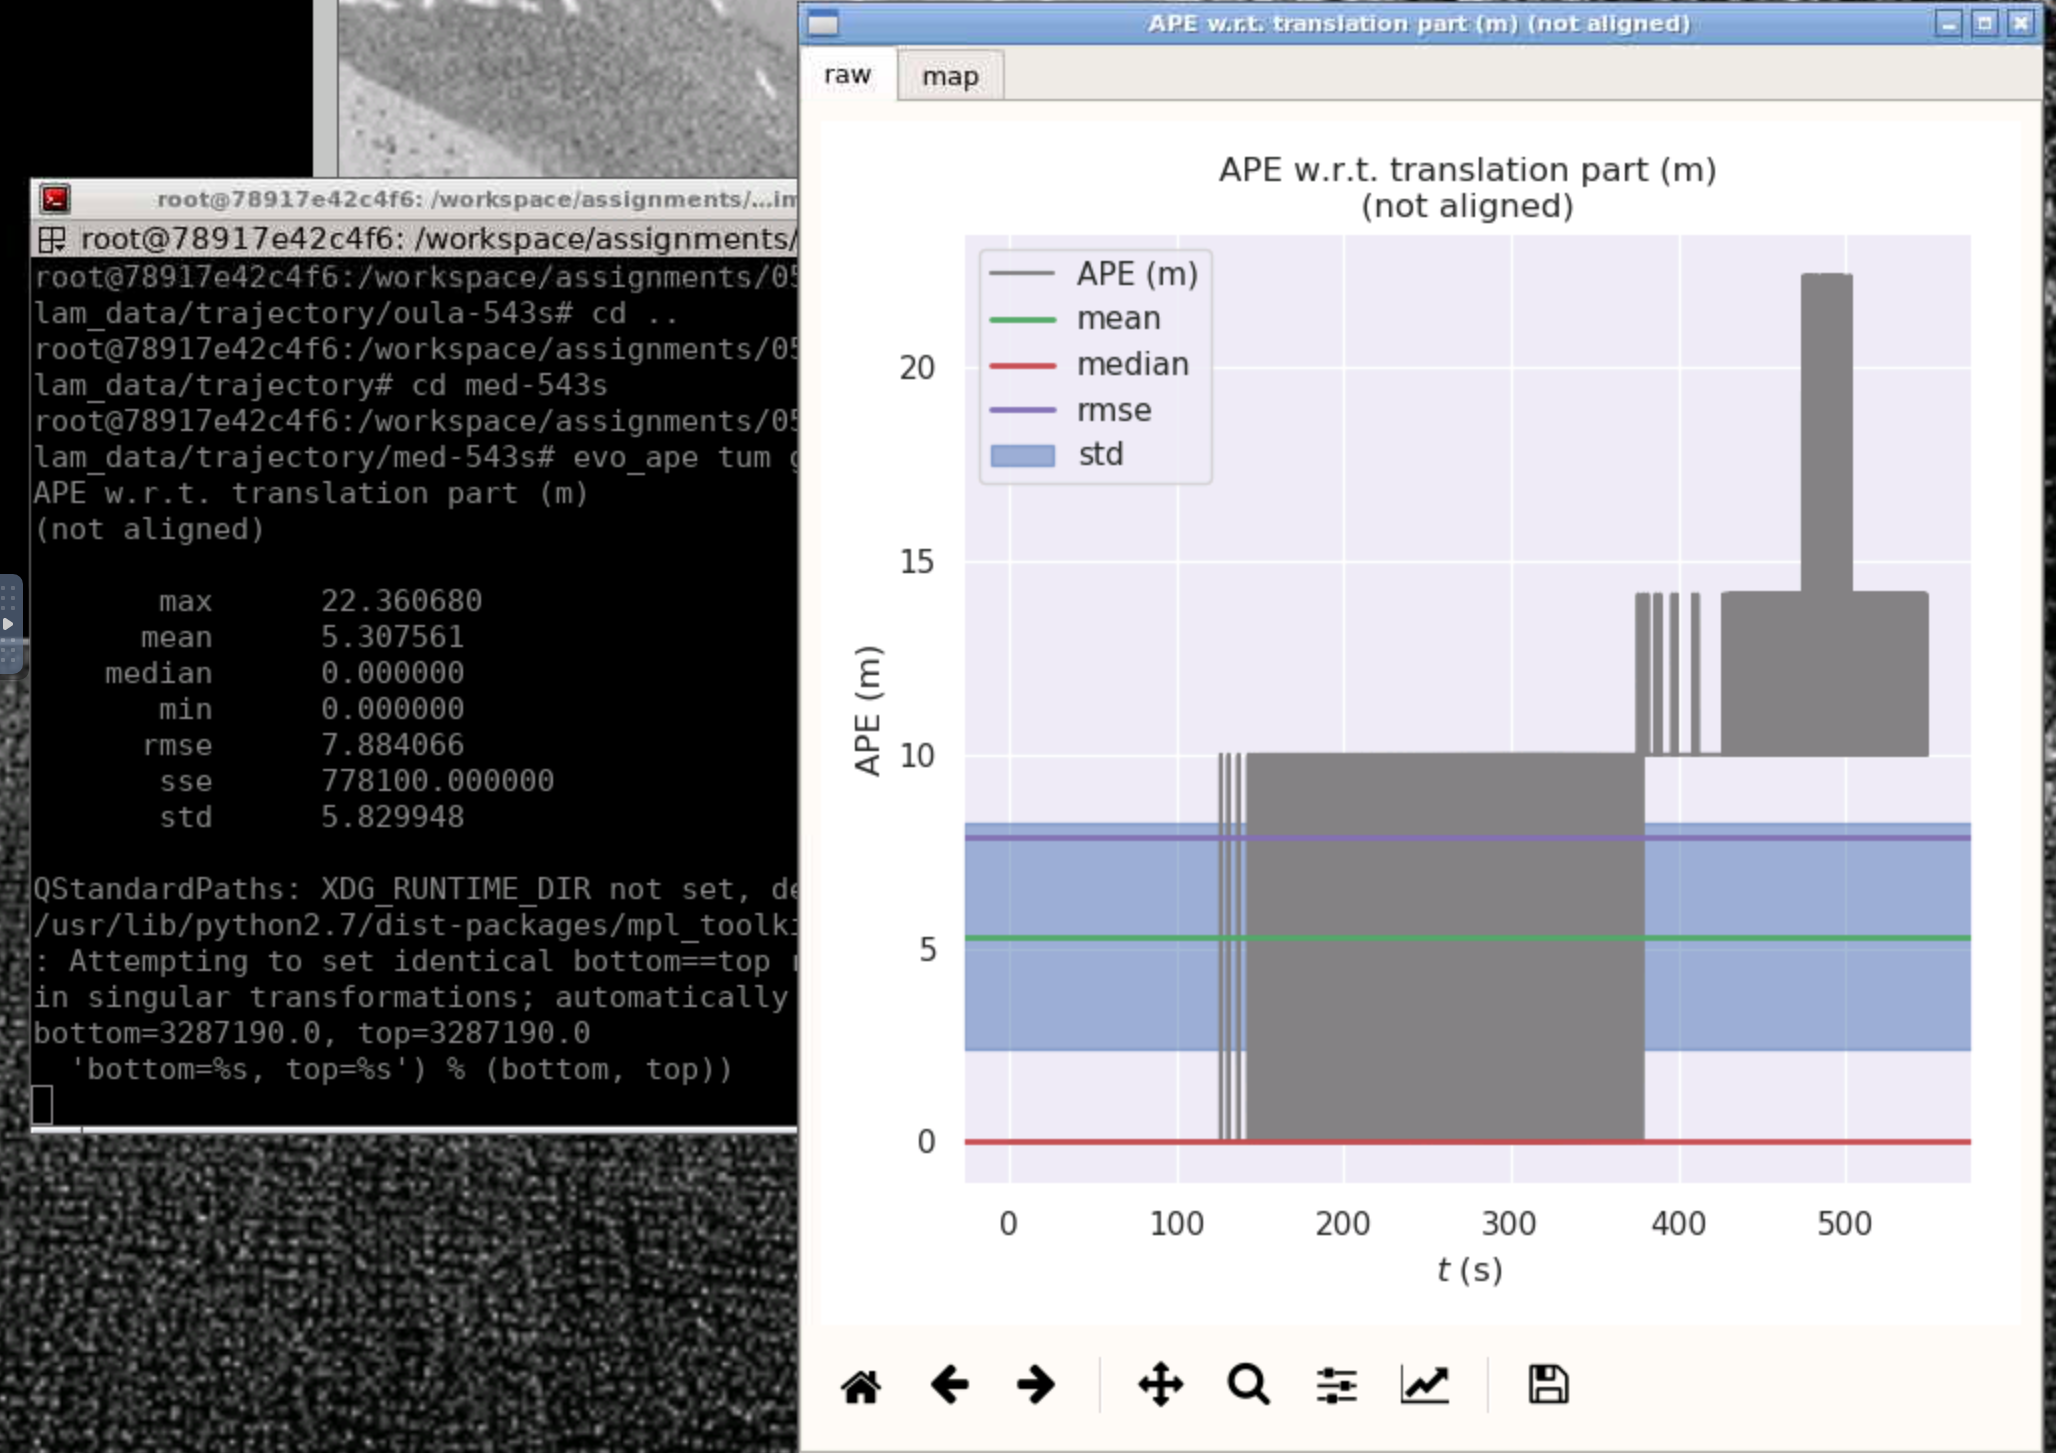 root@78917e42c4f6: /workspace/assignments/...im
root@78917e42c4f6: /workspace/assignments/
root@78917e42c4f6:/workspace/assignments/05
lam_data/trajectory/oula-543s# cd ..
root@78917e42c4f6:/workspace/assignments/05
lam_data/trajectory# cd med-543s
root@78917e42c4f6:/workspace/assignments/05
lam_data/trajectory/med-543s# evo_ape tum g
APE w.r.t. translation part (m)
(not aligned)
max 22.360680
mean 5.307561
median 0.000000
min 0.000000
rmse 7.884066
sse 778100.000000
std 5.829948
QStandardPaths: XDG_RUNTIME_DIR not set, de
/usr/lib/python2.7/dist-packages/mpl_toolki
: Attempting to set identical bottom==top r
in singular transformations; automatically
bottom=3287190.0, top=3287190.0
'bottom=%s, top=%s') % (bottom, top))
APE w.r.t. translation part (m) (not aligned)
raw map
APE w.r.t. translation part (m)
(not aligned)
APE (m)
mean
median
rmse
std
20
15
10
5
0
APE (m)
0 100 200 300 400 500
t (s)